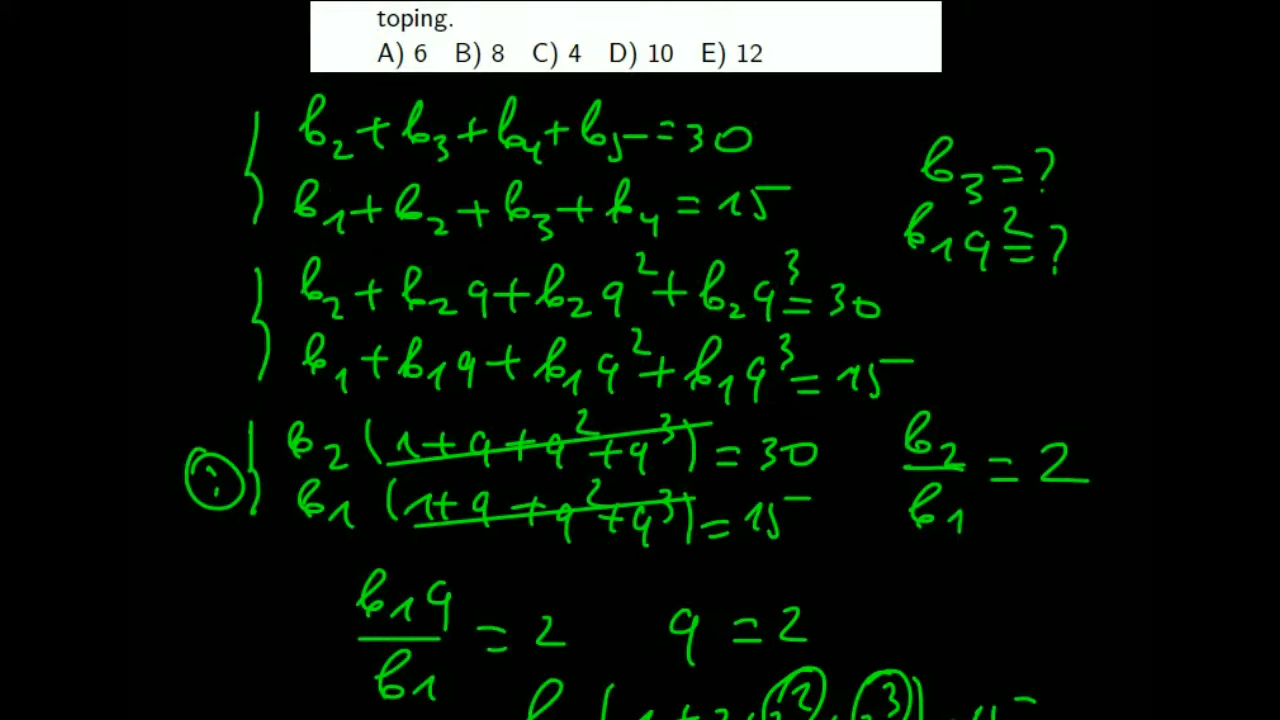 toping.
A) 6 B) 8 C) 4 D) 10 E) 12
b₂ + b₃ + b₄ + b₅ = 30
b₁ + b₂ + b₃ + b₄ = 15
b₃ = ?
b₁q² = ?
b₂ + b₂q + b₂q² + b₂q³ = 30
b₁ + b₁q + b₁q² + b₁q³ = 15
: b₂ (1 + q + q² + q³) = 30
b₁ (1 + q + q² + q³) = 15
b₂/b₁ = 2
b₁q/b₁ = 2 q = 2